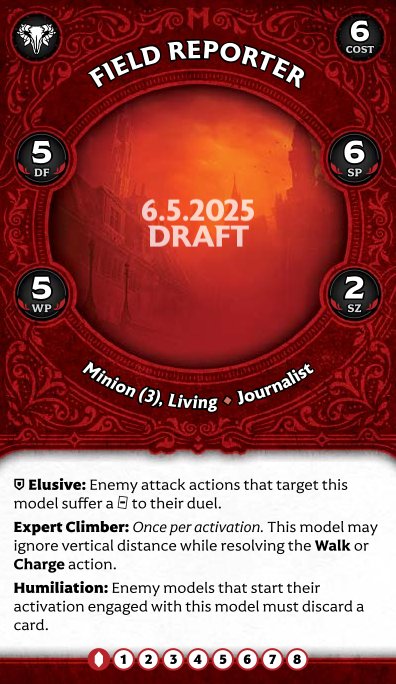 6
COST
FIELD REPORTER
5
DF
6
SP
6.5.2025
DRAFT
5
WP
2
SZ
Minion (3), Living • Journalist
Elusive: Enemy attack actions that target this
model suffer a to their duel.
Expert Climber: Once per activation. This model may
ignore vertical distance while resolving the Walk or
Charge action.
Humiliation: Enemy models that start their
activation engaged with this model must discard a
card.
1 2 3 4 5 6 7 8